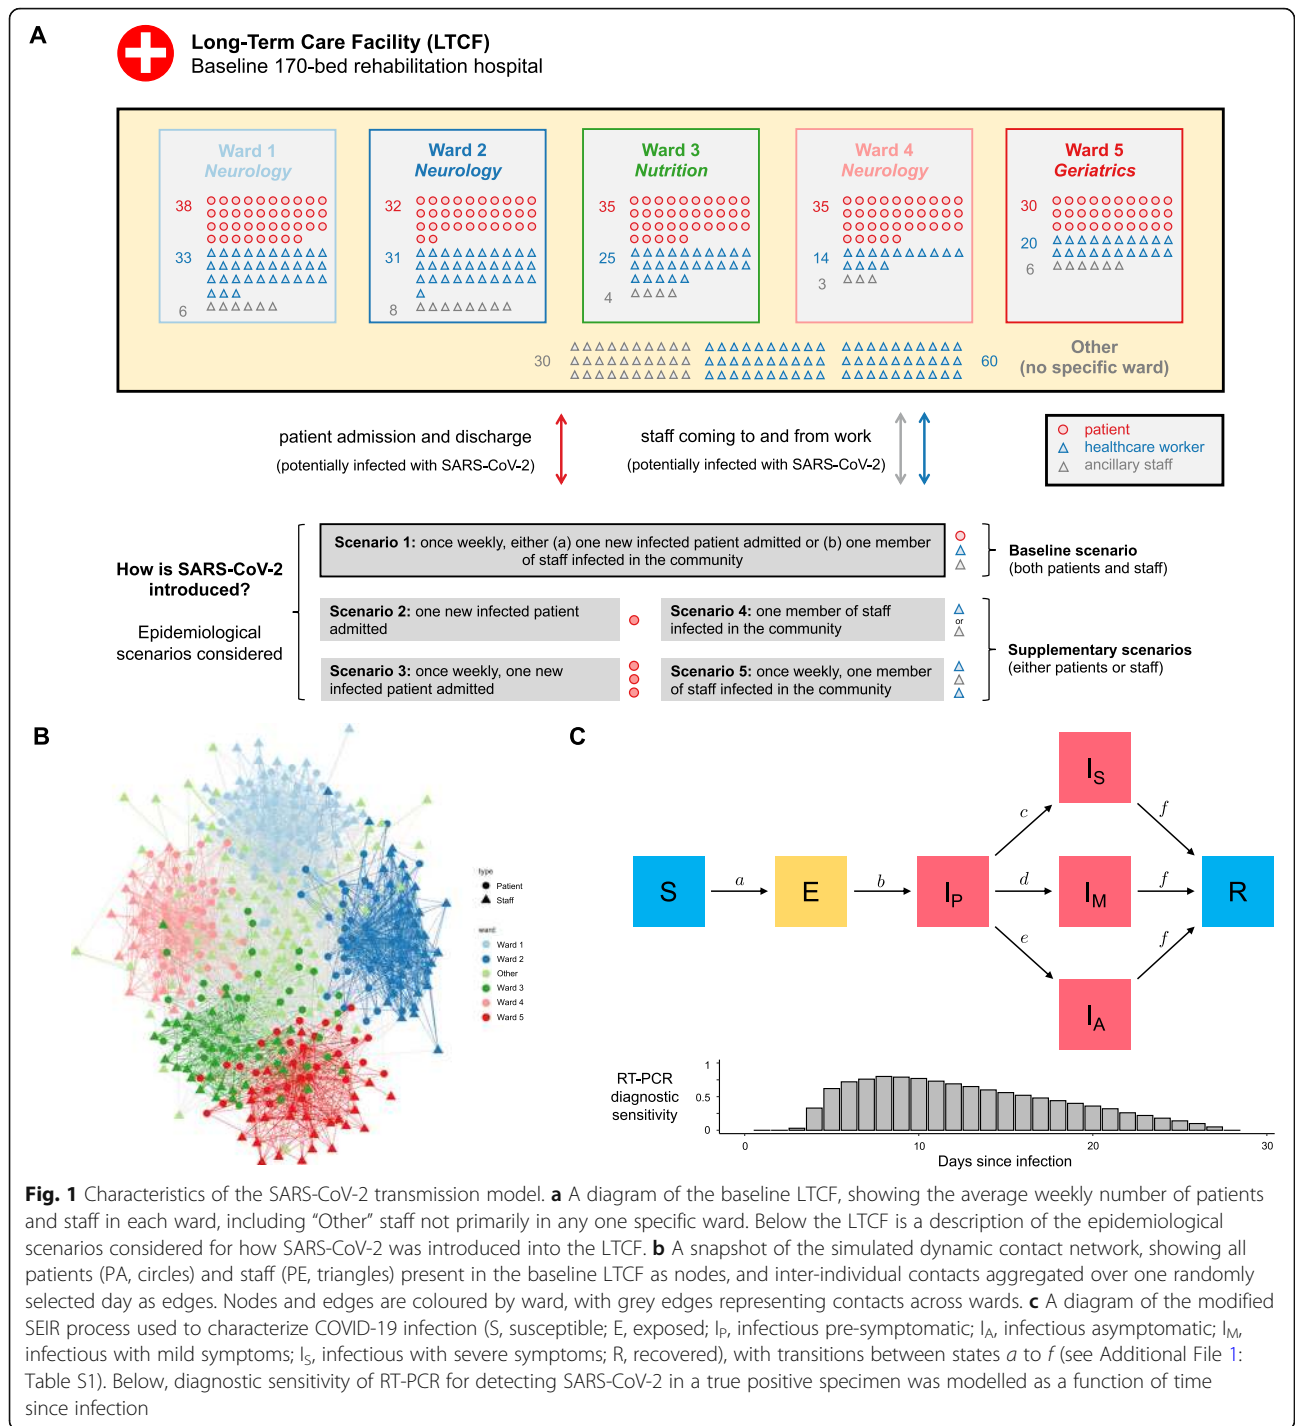 A
Long-Term Care Facility (LTCF)
Baseline 170-bed rehabilitation hospital
Ward 1
Neurology
38
33
6
Ward 2
Neurology
32
31
8
Ward 3
Nutrition
35
25
4
Ward 4
Neurology
35
14
3
Ward 5
Geriatrics
30
20
6
30
60
Other
(no specific ward)
patient admission and discharge
(potentially infected with SARS-CoV-2)
staff coming to and from work
(potentially infected with SARS-CoV-2)
patient
healthcare worker
ancillary staff
How is SARS-CoV-2
introduced?
Epidemiological
scenarios considered
Scenario 1: once weekly, either (a) one new infected patient admitted or (b) one member
of staff infected in the community
Baseline scenario
(both patients and staff)
Scenario 2: one new infected patient
admitted
Scenario 4: one member of staff
infected in the community
or
Scenario 3: once weekly, one new
infected patient admitted
Scenario 5: once weekly, one member
of staff infected in the community
Supplementary scenarios
(either patients or staff)
B
type
Patient
Staff
ward
Ward 1
Ward 2
Other
Ward 3
Ward 4
Ward 5
C
S
a
E
b
I_P
c
d
e
I_S
I_M
I_A
f
f
f
R
RT-PCR
diagnostic
sensitivity
1
0.5
0
0
10
20
30
Days since infection
Fig. 1 Characteristics of the SARS-CoV-2 transmission model. a A diagram of the baseline LTCF, showing the average weekly number of patients
and staff in each ward, including “Other” staff not primarily in any one specific ward. Below the LTCF is a description of the epidemiological
scenarios considered for how SARS-CoV-2 was introduced into the LTCF. b A snapshot of the simulated dynamic contact network, showing all
patients (PA, circles) and staff (PE, triangles) present in the baseline LTCF as nodes, and inter-individual contacts aggregated over one randomly
selected day as edges. Nodes and edges are coloured by ward, with grey edges representing contacts across wards. c A diagram of the modified
SEIR process used to characterize COVID-19 infection (S, susceptible; E, exposed; I_P, infectious pre-symptomatic; I_A, infectious asymptomatic; I_M,
infectious with mild symptoms; I_S, infectious with severe symptoms; R, recovered), with transitions between states a to f (see Additional File 1:
Table S1). Below, diagnostic sensitivity of RT-PCR for detecting SARS-CoV-2 in a true positive specimen was modelled as a function of time
since infection